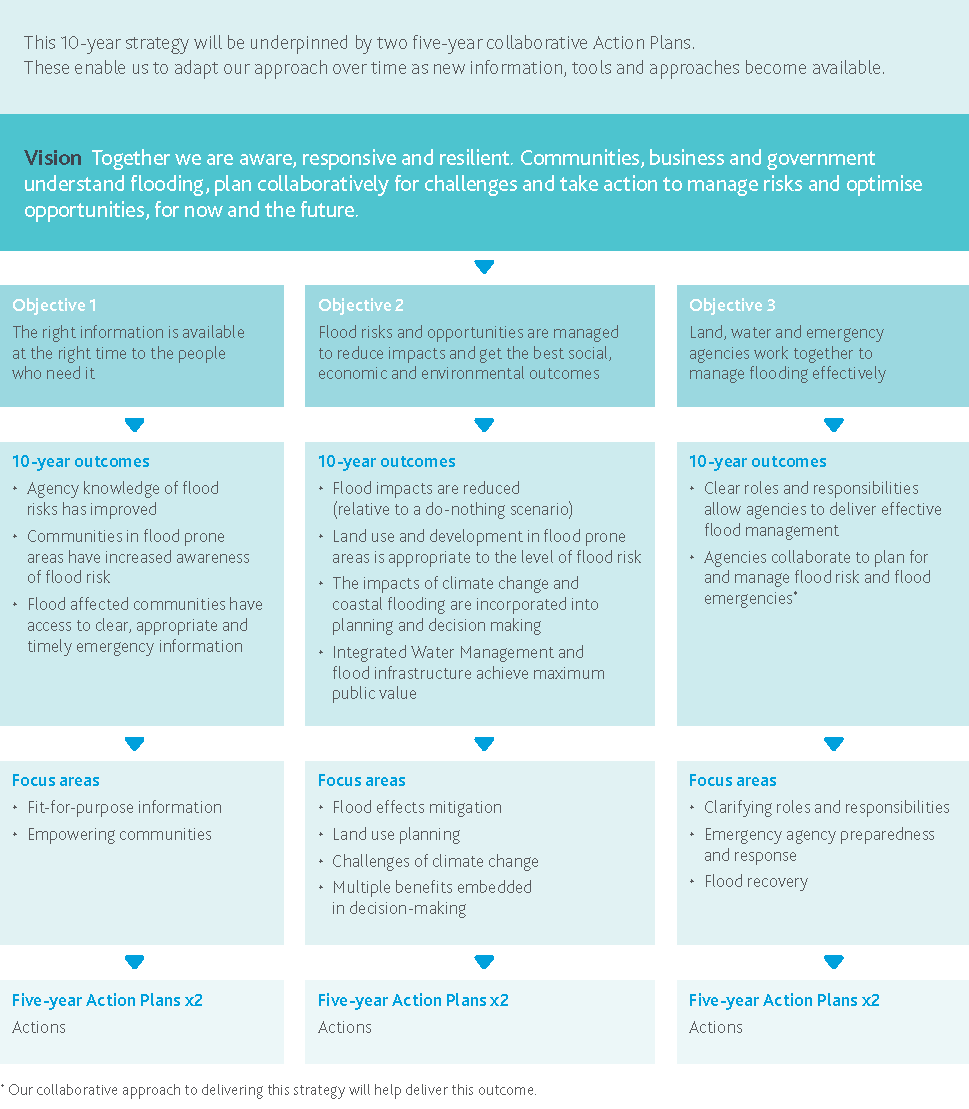 This 10-year strategy will be underpinned by two five-year collaborative Action Plans.
These enable us to adapt our approach over time as new information, tools and approaches become available.
Vision Together we are aware, responsive and resilient. Communities, business and government
understand flooding, plan collaboratively for challenges and take action to manage risks and optimise
opportunities, for now and the future.
Objective 1
The right information is available
at the right time to the people
who need it
10-year outcomes
• Agency knowledge of flood
risks has improved
• Communities in flood prone
areas have increased awareness
of flood risk
• Flood affected communities have
access to clear, appropriate and
timely emergency information
Focus areas
• Fit-for-purpose information
• Empowering communities
Five-year Action Plans x2
Actions
Objective 2
Flood risks and opportunities are managed
to reduce impacts and get the best social,
economic and environmental outcomes
10-year outcomes
• Flood impacts are reduced
(relative to a do-nothing scenario)
• Land use and development in flood prone
areas is appropriate to the level of flood risk
• The impacts of climate change and
coastal flooding are incorporated into
planning and decision making
• Integrated Water Management and
flood infrastructure achieve maximum
public value
Focus areas
• Flood effects mitigation
• Land use planning
• Challenges of climate change
• Multiple benefits embedded
in decision-making
Five-year Action Plans x2
Actions
Objective 3
Land, water and emergency
agencies work together to
manage flooding effectively
10-year outcomes
• Clear roles and responsibilities
allow agencies to deliver effective
flood management
• Agencies collaborate to plan for
and manage flood risk and flood
emergencies*
Focus areas
• Clarifying roles and responsibilities
• Emergency agency preparedness
and response
• Flood recovery
Five-year Action Plans x2
Actions
* Our collaborative approach to delivering this strategy will help deliver this outcome.